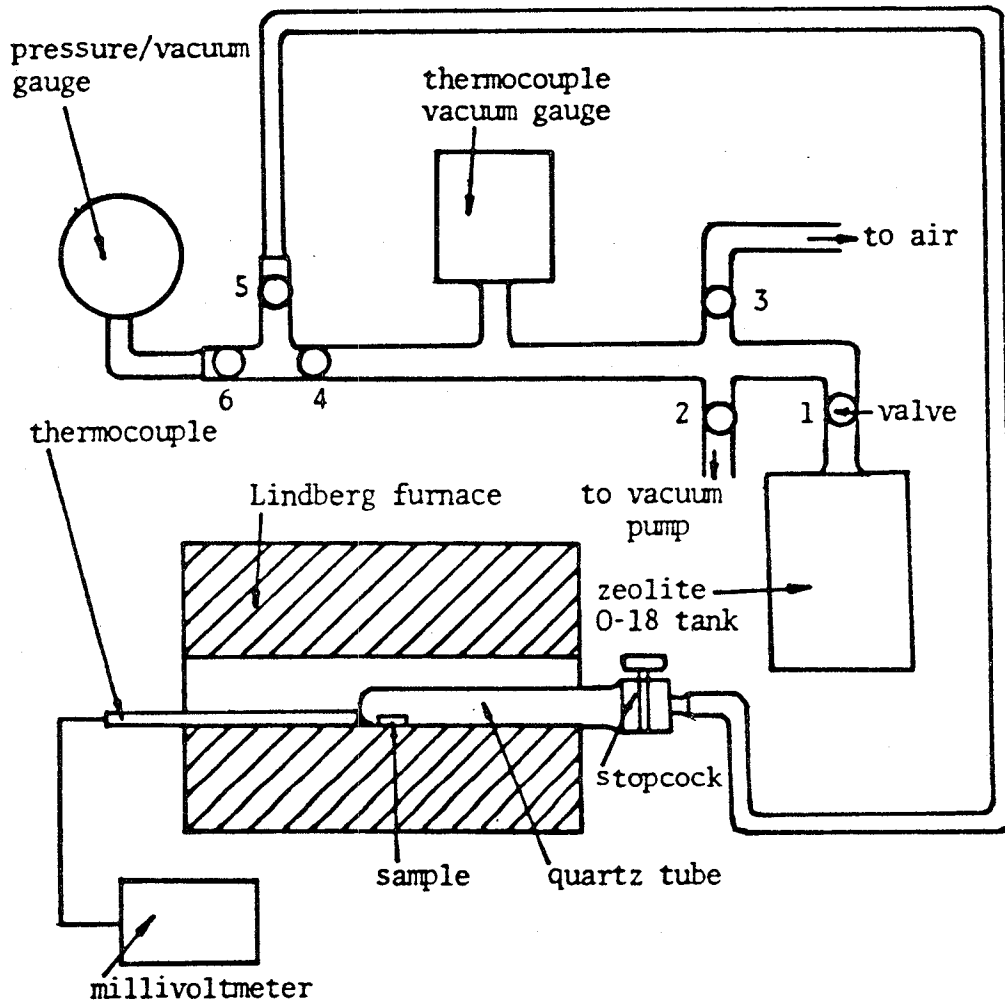 pressure/vacuum
gauge
thermocouple
vacuum gauge
to air
5
3
6
4
2
1
valve
thermocouple
Lindberg furnace
to vacuum
pump
zeolite
O-18 tank
stopcock
sample
quartz tube
millivoltmeter